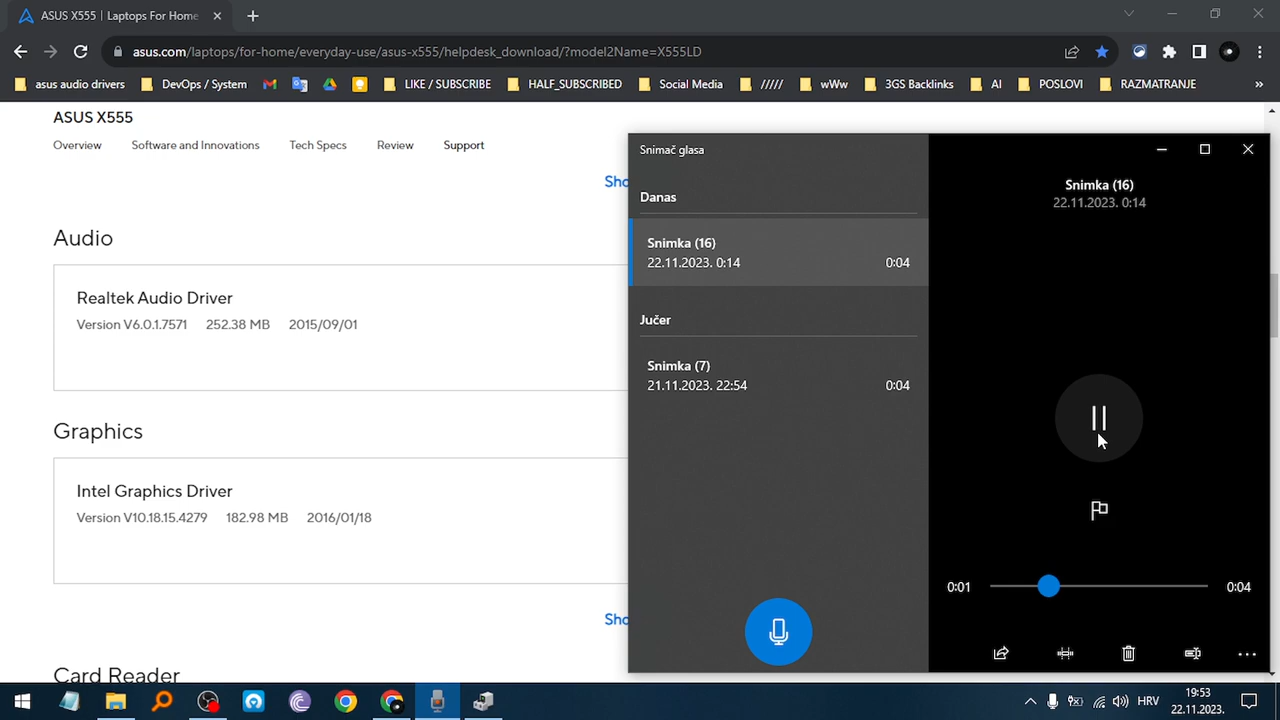 ASUS X555 | Laptops For Home
asus.com/laptops/for-home/everyday-use/asus-x555/helpdesk_download/?model2Name=X555LD
asus audio drivers
DevOps / System
LIKE / SUBSCRIBE
HALF_SUBSCRIBED
Social Media
/////
wWw
3GS Backlinks
AI
POSLOVI
RAZMATRANJE
»
ASUS X555
Overview
Software and Innovations
Tech Specs
Review
Support
Sho
Audio
Realtek Audio Driver
Version V6.0.1.7571 252.38 MB 2015/09/01
Graphics
Intel Graphics Driver
Version V10.18.15.4279 182.98 MB 2016/01/18
Sho
Card Reader
Snimač glasa
Danas
Snimka (16)
22.11.2023. 0:14 0:04
Jučer
Snimka (7)
21.11.2023. 22:54 0:04
Snimka (16)
22.11.2023. 0:14
0:01 0:04
HRV
19:53
22.11.2023.